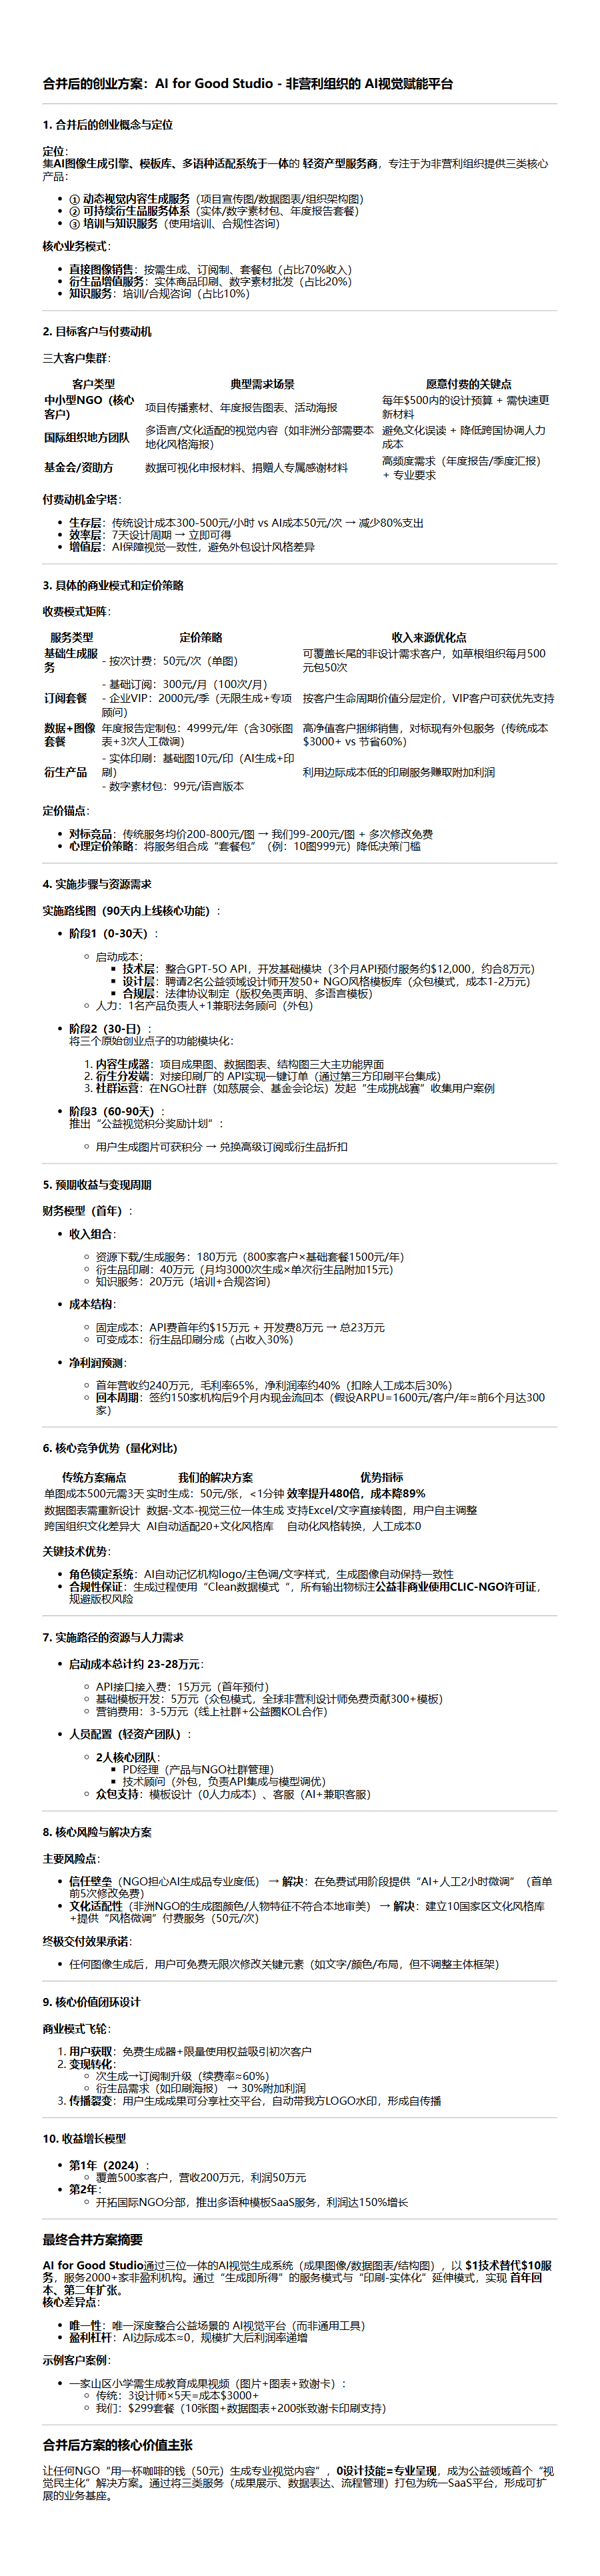 合并后的创业方案：AI for Good Studio - 非营利组织的 AI视觉赋能平台
1. 合并后的创业概念与定位
定位：
集AI图像生成引擎、模板库、多语种适配系统于一体的 轻资产型服务商，专注于为非营利组织提供三类核心
产品：
• ① 动态视觉内容生成服务（项目宣传图/数据图表/组织架构图）
• ② 可持续衍生品服务体系（实体/数字素材包、年度报告套餐）
• ③ 培训与知识服务（使用培训、合规性咨询）
核心业务模式：
• 直接图像销售：按需生成、订阅制、套餐包（占比70%收入）
• 衍生品增值服务：实体商品印刷、数字素材批发（占比20%）
• 知识服务：培训/合规咨询（占比10%）
2. 目标客户与付费动机
三大客户集群：
客户类型 典型需求场景 愿意付费的关键点
中小型NGO（核心
客户） 项目传播素材、年度报告图表、活动海报 每年$500内的设计预算 + 需快速更
新材料
国际组织地方团队 多语言/文化适配的视觉内容（如非洲分部需要本
地化风格海报） 避免文化误读 + 降低跨国协调人力
成本
基金会/资助方 数据可视化申报材料、捐赠人专属感谢材料 高频度需求（年度报告/季度汇报）
+ 专业要求
付费动机金字塔：
• 生存层：传统设计成本300-500元/小时 vs AI成本50元/次 → 减少80%支出
• 效率层：7天设计周期 → 立即可得
• 增值层：AI保障视觉一致性，避免外包设计风格差异
3. 具体的商业模式和定价策略
收费模式矩阵：
服务类型 定价策略 收入来源优化点
基础生成服
务 - 按次计费：50元/次（单图） 可覆盖长尾的非设计需求客户，如草根组织每月500
元包50次
订阅套餐 - 基础订阅：300元/月（100次/月）
- 企业VIP：2000元/季（无限生成+专项
顾问） 按客户生命周期价值分层定价，VIP客户可获优先支持
数据+图像
套餐 年度报告定制包：4999元/年（含30张图
表+3次人工微调） 高净值客户捆绑销售，对标现有外包服务（传统成本
$3000+ vs 节省60%）
衍生产品 - 实体印刷：基础图10元/印（AI生成+印
刷）
- 数字素材包：99元/语言版本 利用边际成本低的印刷服务赚取附加利润
定价锚点：
• 对标竞品：传统服务均价200-800元/图 → 我们99-200元/图 + 多次修改免费
• 心理定价策略：将服务组合成“套餐包”（例：10图999元）降低决策门槛
4. 实施步骤与资源需求
实施路线图（90天内上线核心功能）：
• 阶段1（0-30天）：
◦ 启动成本：
▪ 技术层：整合GPT-5O API，开发基础模块（3个月API预付服务约$12,000，约合8万元）
▪ 设计层：聘请2名公益领域设计师开发50+ NGO风格模板库（众包模式，成本1-2万元）
▪ 合规层：法律协议制定（版权免责声明、多语言模板）
◦ 人力：1名产品负责人+1兼职法务顾问（外包）
• 阶段2（30-日）：
将三个原始创业点子的功能模块化：
1. 内容生成器：项目成果图、数据图表、结构图三大主功能界面
2. 衍生分发端：对接印刷厂的 API实现一键订单（通过第三方印刷平台集成）
3. 社群运营：在NGO社群（如慈展会、基金会论坛）发起“生成挑战赛”收集用户案例
• 阶段3（60-90天）：
推出“公益视觉积分奖励计划”：
◦ 用户生成图片可获积分 → 兑换高级订阅或衍生品折扣
5. 预期收益与变现周期
财务模型（首年）：
• 收入组合：
◦ 资源下载/生成服务：180万元（800家客户×基础套餐1500元/年）
◦ 衍生品印刷：40万元（月均3000次生成×单次衍生品附加15元）
◦ 知识服务：20万元（培训+合规咨询）
• 成本结构：
◦ 固定成本：API费首年约$15万元 + 开发费8万元 → 总23万元
◦ 可变成本：衍生品印刷分成（占收入30%）
• 净利润预测：
◦ 首年营收约240万元，毛利率65%，净利润率约40%（扣除人工成本后30%）
◦ 回本周期：签约150家机构后9个月内现金流回本（假设ARPU=1600元/客户/年≈前6个月达300
家）
6. 核心竞争优势（量化对比）
传统方案痛点 我们的解决方案 优势指标
单图成本500元需3天 实时生成：50元/张，<1分钟 效率提升480倍，成本降89%
数据图表需重新设计 数据-文本-视觉三位一体生成 支持Excel/文字直接转图，用户自主调整
跨国组织文化差异大 AI自动适配20+文化风格库 自动化风格转换，人工成本0
关键技术优势：
• 角色锁定系统：AI自动记忆机构logo/主色调/文字样式，生成图像自动保持一致性
• 合规性保证：生成过程使用“Clean数据模式 ”，所有输出物标注公益非商业使用CLIC-NGO许可证，
规避版权风险
7. 实施路径的资源与人力需求
• 启动成本总计约 23-28万元：
◦ API接口接入费：15万元（首年预付）
◦ 基础模板开发：5万元（众包模式，全球非营利设计师免费贡献300+模板）
◦ 营销费用：3-5万元（线上社群+公益圈KOL合作）
• 人员配置（轻资产团队）：
◦ 2人核心团队：
▪ PD经理（产品与NGO社群管理）
▪ 技术顾问（外包，负责API集成与模型调优）
◦ 众包支持：模板设计（0人力成本）、客服（AI+兼职客服）
8. 核心风险与解决方案
主要风险点：
• 信任壁垒（NGO担心AI生成品专业度低） → 解决：在免费试用阶段提供“AI+人工2小时微调”（首单
前5次修改免费）
• 文化适配性（非洲NGO的生成图颜色/人物特征不符合本地审美） → 解决：建立10国家区文化风格库
+提供“风格微调”付费服务（50元/次）
终极交付效果承诺：
• 任何图像生成后，用户可免费无限次修改关键元素（如文字/颜色/布局，但不调整主体框架）
9. 核心价值闭环设计
商业模式飞轮：
1. 用户获取：免费生成器+限量使用权益吸引初次客户
2. 变现转化：
◦ 次生成→订阅制升级（续费率≈60%）
◦ 衍生品需求（如印刷海报） → 30%附加利润
3. 传播裂变：用户生成成果可分享社交平台，自动带我方LOGO水印，形成自传播
10. 收益增长模型
• 第1年（2024）：
◦ 覆盖500家客户，营收200万元，利润50万元
• 第2年：
◦ 开拓国际NGO分部，推出多语种模板SaaS服务，利润达150%增长
最终合并方案摘要
AI for Good Studio通过三位一体的AI视觉生成系统（成果图像/数据图表/结构图），以 $1技术替代$10服
务，服务2000+家非盈利机构。通过“生成即所得”的服务模式与“印刷-实体化”延伸模式，实现 首年回
本、第二年扩张。
核心差异点：
• 唯一性：唯一深度整合公益场景的 AI视觉平台（而非通用工具）
• 盈利杠杆：AI边际成本≈0，规模扩大后利润率递增
示例客户案例：
• 一家山区小学需生成教育成果视频（图片+图表+致谢卡）：
◦ 传统：3设计师×5天=成本$3000+
◦ 我们：$299套餐（10张图+数据图表+200张致谢卡印刷支持）
合并后方案的核心价值主张
让任何NGO“用一杯咖啡的钱（50元）生成专业视觉内容”，0设计技能=专业呈现，成为公益领域首个“视
觉民主化”解决方案。通过将三类服务（成果展示、数据表达、流程管理）打包为统一SaaS平台，形成可扩
展的业务基座。